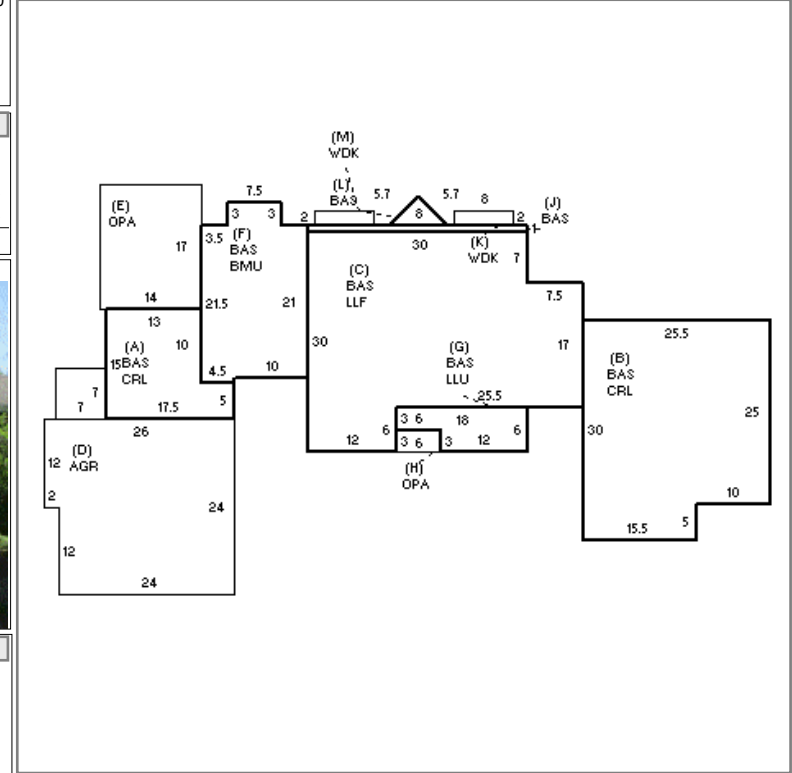 (M)
WDK
(L)
BAS
5.7
5.7
8
(J)
BAS
7.5
(E)
OPA
3
3
2
8
2
1
3.5
(F)
BAS
BMU
17
30
(K)
WDK
7
(C)
BAS
LLF
14
21.5
21
7.5
13
(A)
BAS
CRL
10
15
30
17
25.5
(G)
BAS
LLU
(B)
BAS
CRL
4.5
10
7
7
17.5
5
25.5
3
6
18
25
26
6
6
30
12
3
6
3
12
(D)
AGR
12
(H)
OPA
2
10
24
5
15.5
12
24